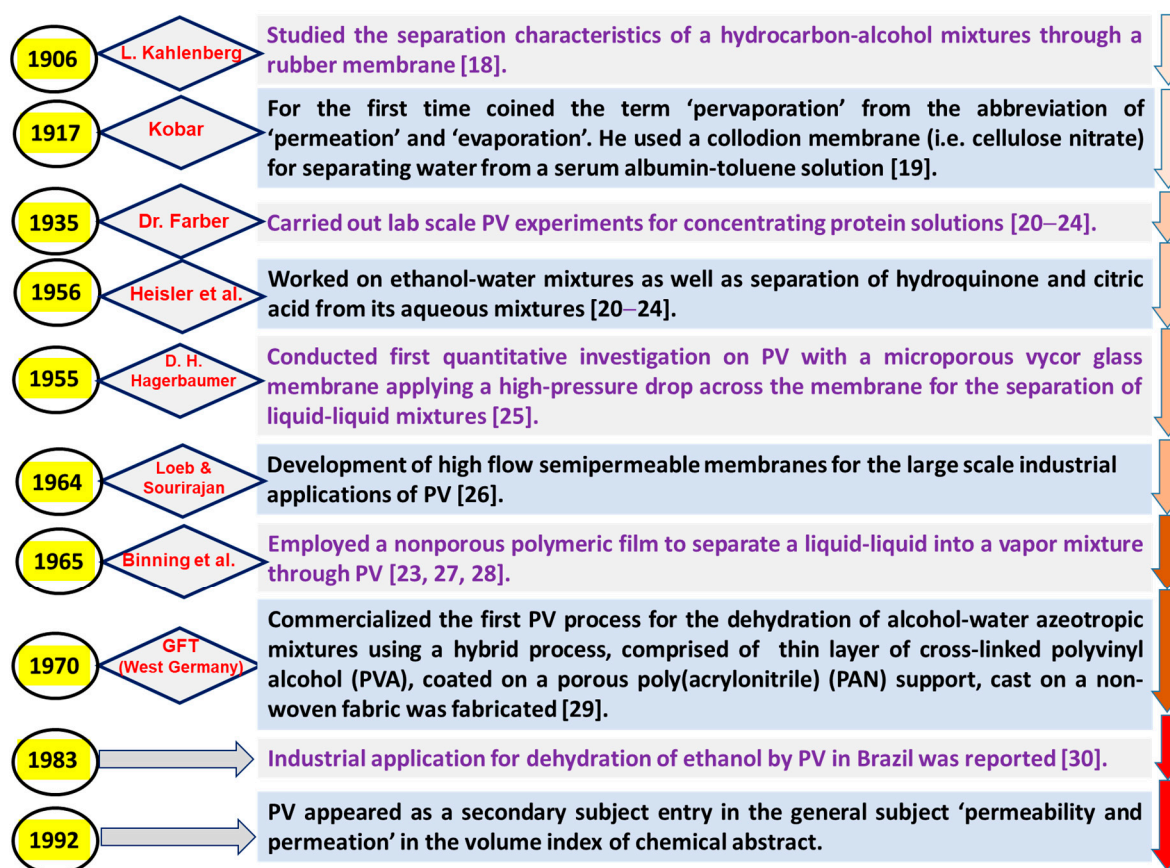 1906
L. Kahlenberg
Studied the separation characteristics of a hydrocarbon-alcohol mixtures through a
rubber membrane [18].
1917
Kobar
For the first time coined the term ‘pervaporation’ from the abbreviation of
‘permeation’ and ‘evaporation’. He used a collodion membrane (i.e. cellulose nitrate)
for separating water from a serum albumin-toluene solution [19].
1935
Dr. Farber
Carried out lab scale PV experiments for concentrating protein solutions [20–24].
1956
Heisler et al.
Worked on ethanol-water mixtures as well as separation of hydroquinone and citric
acid from its aqueous mixtures [20–24].
1955
D. H.
Hagerbaumer
Conducted first quantitative investigation on PV with a microporous vycor glass
membrane applying a high-pressure drop across the membrane for the separation of
liquid-liquid mixtures [25].
1964
Loeb &
Sourirajan
Development of high flow semipermeable membranes for the large scale industrial
applications of PV [26].
1965
Binning et al.
Employed a nonporous polymeric film to separate a liquid-liquid into a vapor mixture
through PV [23, 27, 28].
1970
GFT
(West Germany)
Commercialized the first PV process for the dehydration of alcohol-water azeotropic
mixtures using a hybrid process, comprised of thin layer of cross-linked polyvinyl
alcohol (PVA), coated on a porous poly(acrylonitrile) (PAN) support, cast on a non-
woven fabric was fabricated [29].
1983
Industrial application for dehydration of ethanol by PV in Brazil was reported [30].
1992
PV appeared as a secondary subject entry in the general subject ‘permeability and
permeation’ in the volume index of chemical abstract.